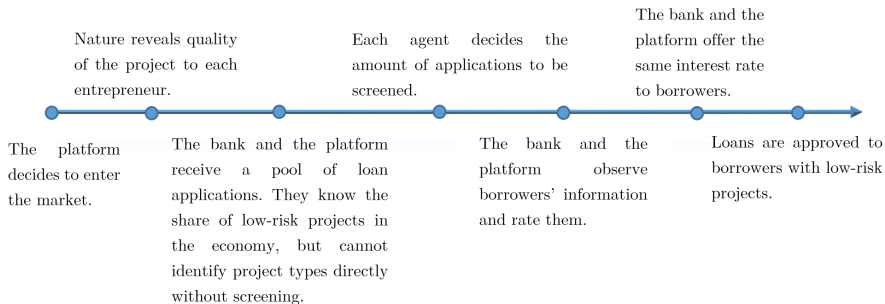 The platform
decides to enter
the market.
Nature reveals quality
of the project to each
entrepreneur.
The bank and the platform
receive a pool of loan
applications. They know the
share of low-risk projects in
the economy, but cannot
identify project types directly
without screening.
Each agent decides the
amount of applications to be
screened.
The bank and the
platform observe
borrowers’ information
and rate them.
The bank and the
platform offer the
same interest rate
to borrowers.
Loans are approved to
borrowers with low-risk
projects.